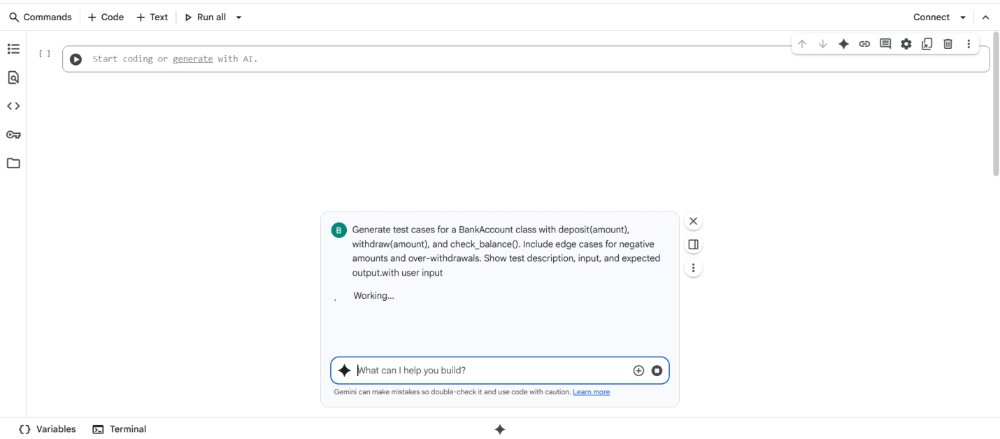 Commands + Code + Text Run all Connect
[ ] Start coding or generate with AI.
B Generate test cases for a BankAccount class with deposit(amount),
withdraw(amount), and check_balance(). Include edge cases for negative
amounts and over-withdrawals. Show test description, input, and expected
output.with user input
. Working...
What can I help you build?
Gemini can make mistakes so double-check it and use code with caution. Learn more
{} Variables Terminal